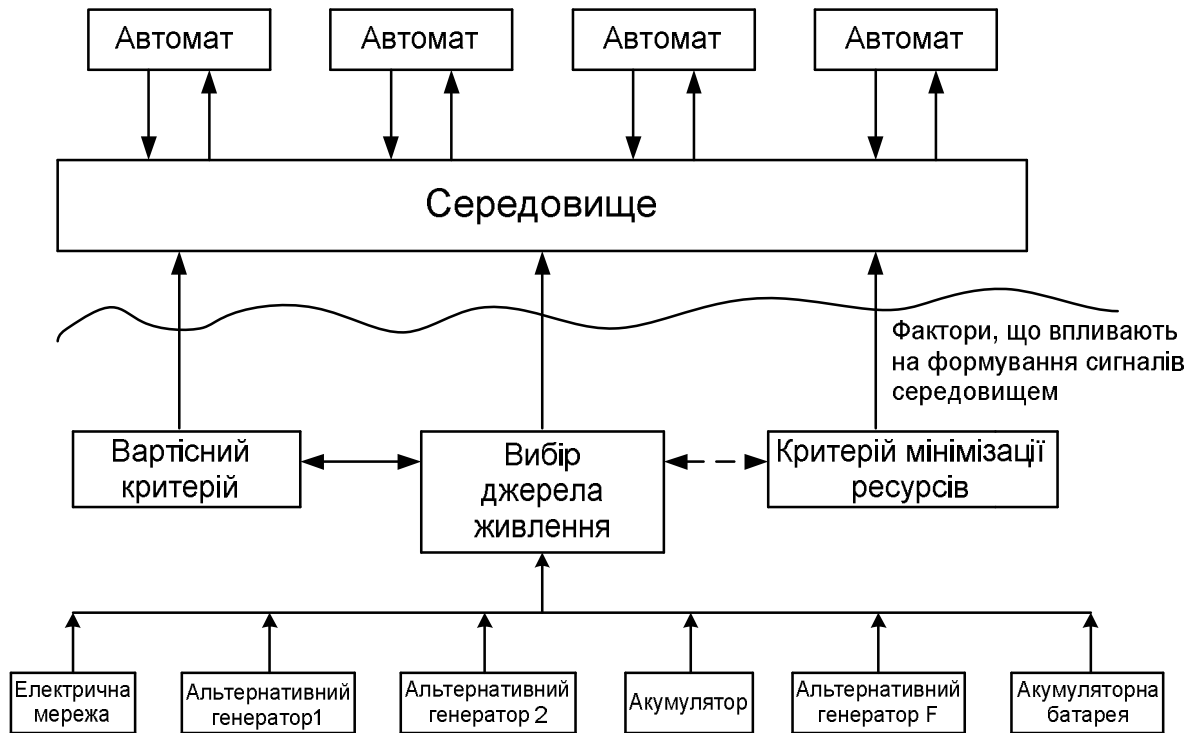 Автомат
Автомат
Автомат
Автомат
Середовище
Фактори, що впливають
на формування сигналів
середовищем
Вартісний
критерій
Вибір
джерела
живлення
Критерій мінімізації
ресурсів
Електрична
мережа
Альтернативний
генератор1
Альтернативний
генератор 2
Акумулятор
Альтернативний
генератор F
Акумуляторна
батарея